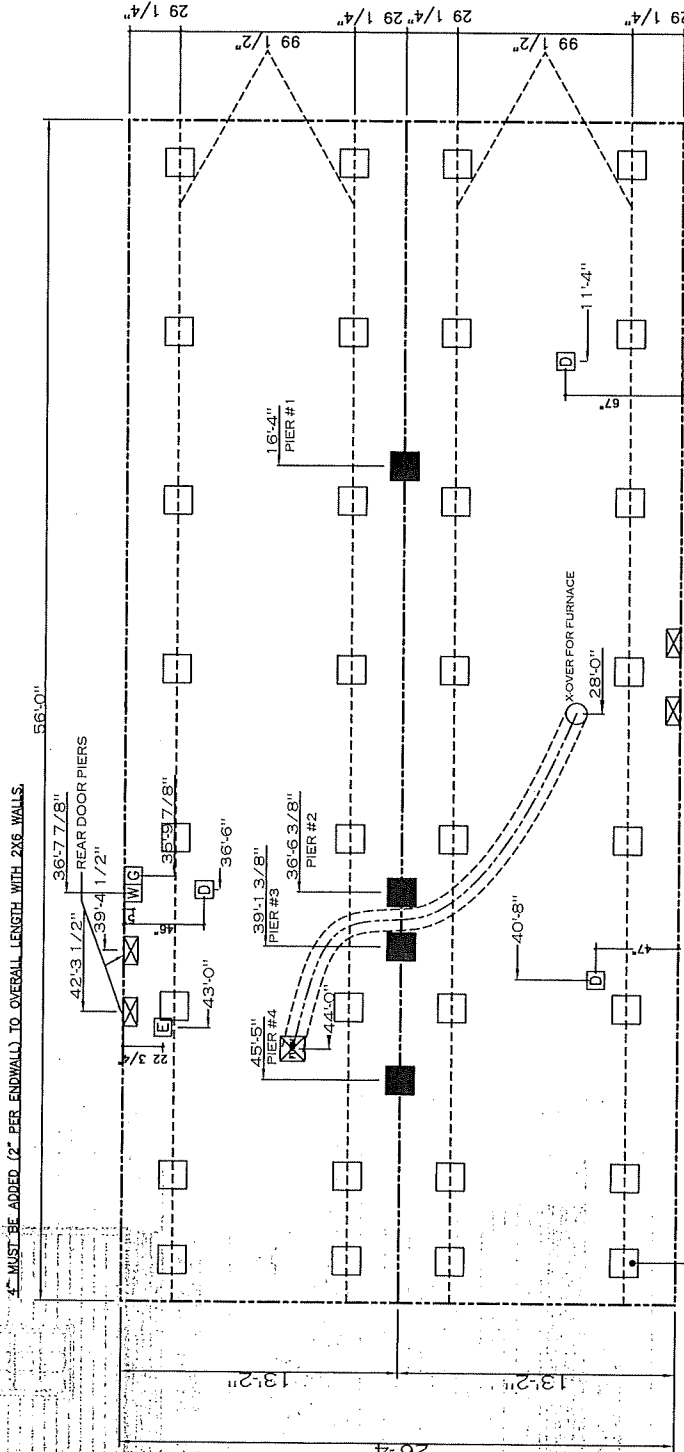 4" MUST BE ADDED (2" PER ENDWALL) TO OVERALL LENGTH WITH 2X6 WALLS.
56'-0"
29 1/4"
99 1/2"
29 1/4"
29 1/4"
99 1/2"
29 1/4"
36'-7 7/8"
REAR DOOR PIERS
42'-3 1/2"
39'-4 1/2"
W G
35'-9 7/8"
D
36'-6"
46"
E
43'-0"
22 3/4"
16'-4"
PIER #1
36'-6 3/8"
PIER #2
39'-1 3/8"
PIER #3
45'-5"
PIER #4
44'-0"
D
11'-4"
67"
X-OVER FOR FURNACE
28'-0"
40'-8"
D
47"
13'-2"
13'-2"